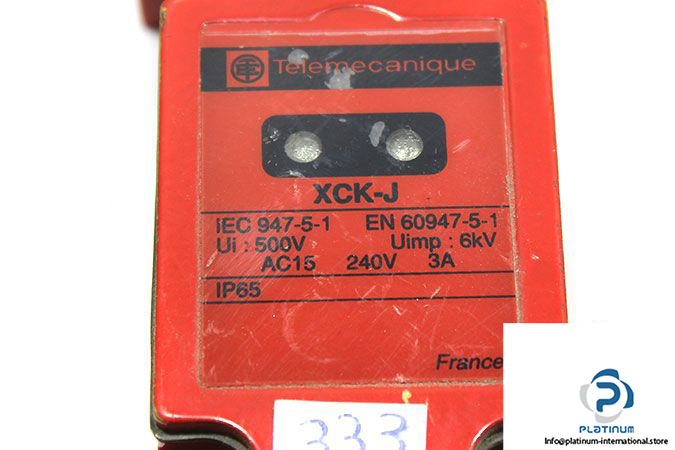 Telemecanique
XCK-J
IEC 947-5-1 EN 60947-5-1
Ui : 500V Uimp : 6kV
AC15 240V 3A
IP65
France
333
PLATINUM
info@platinum-international.store